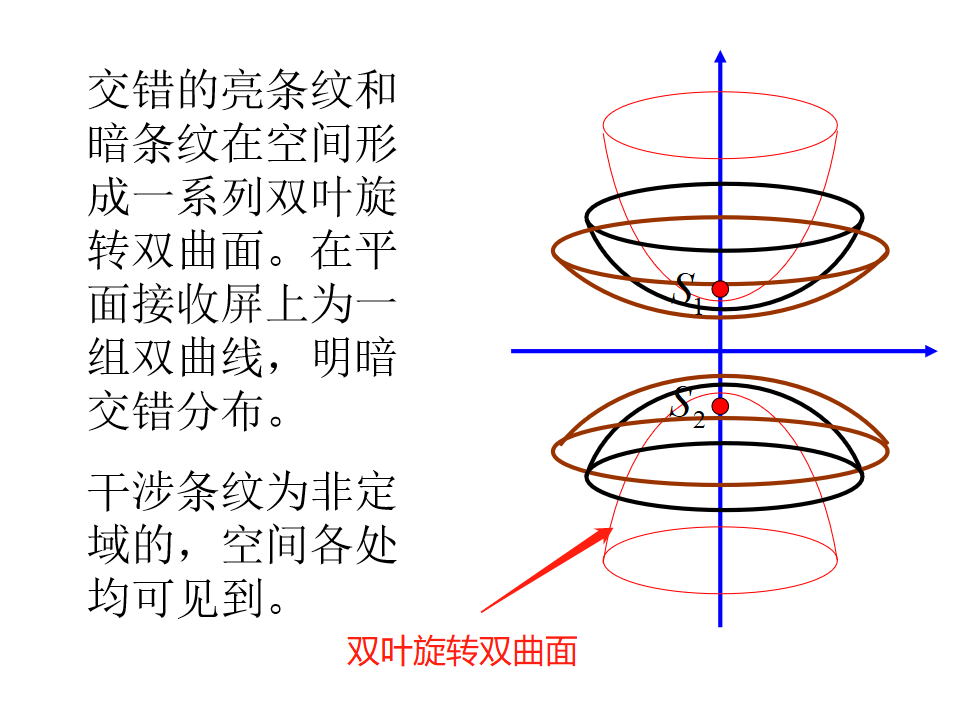 交错的亮条纹和
暗条纹在空间形
成一系列双叶旋
转双曲面。在平
面接收屏上为一
组双曲线，明暗
交错分布。
干涉条纹为非定
域的，空间各处
均可见到。
S1
S2
双叶旋转双曲面